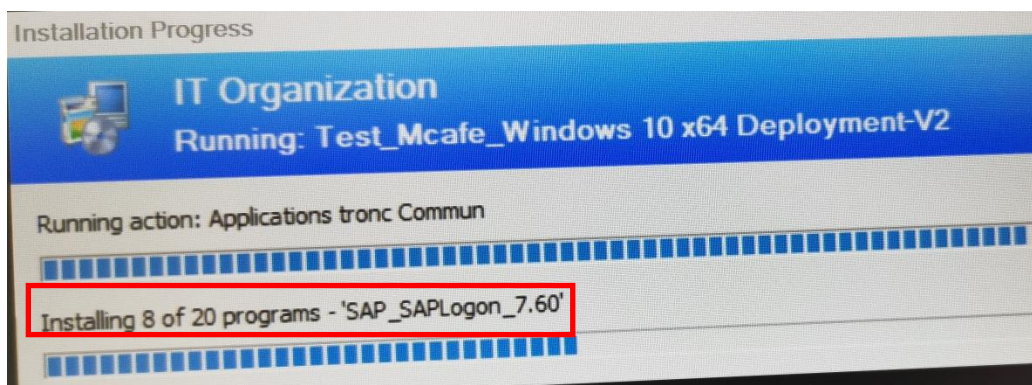 Installation Progress
IT Organization
Running: Test_Mcafe_Windows 10 x64 Deployment-V2
Running action: Applications tronc Commun
Installing 8 of 20 programs - 'SAP_SAPLogon_7.60'